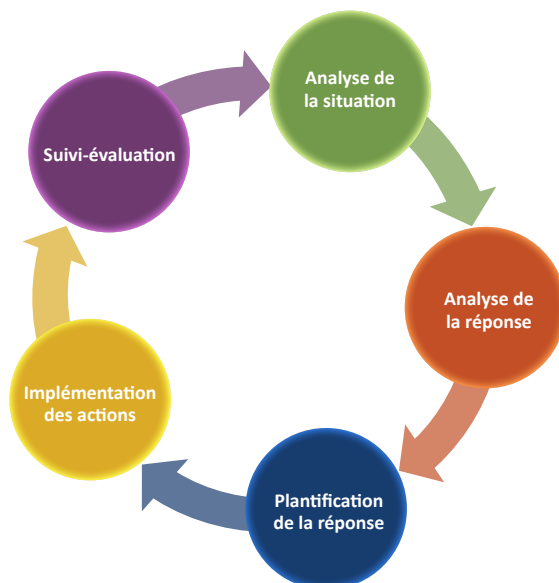 Analyse de
la situation
Analyse de
la réponse
Plantification
de la réponse
Implémentation
des actions
Suivi-évaluation